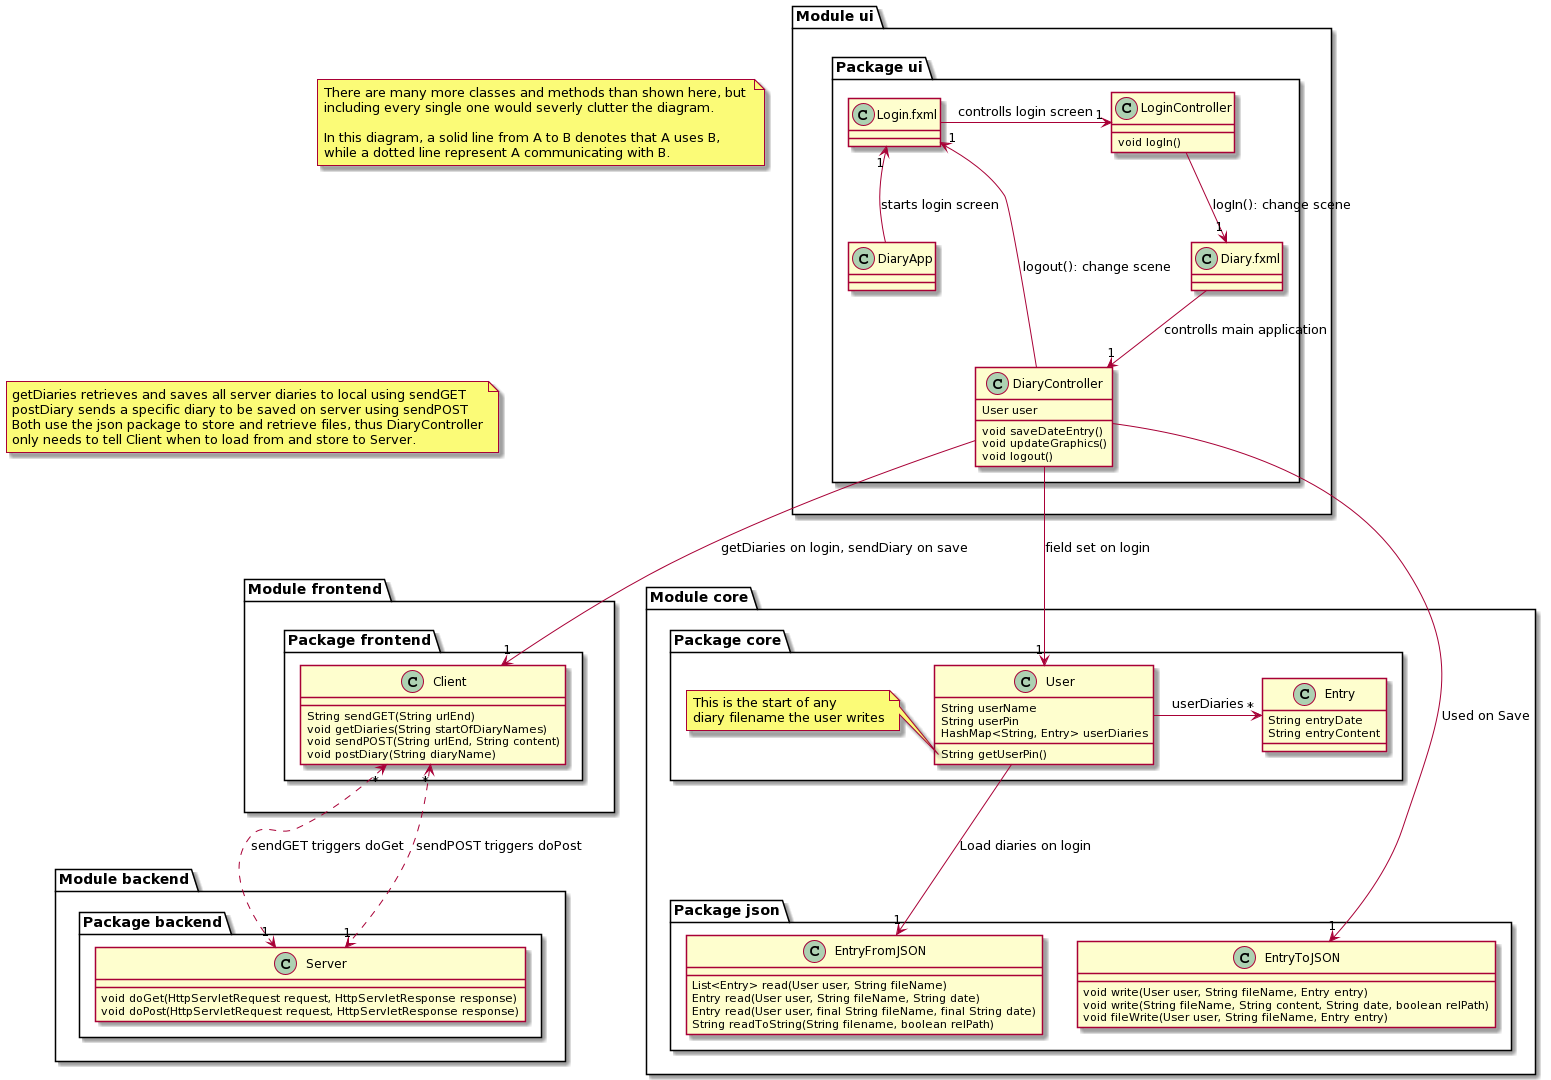 Module ui
Package ui
There are many more classes and methods than shown here, but
including every single one would severly clutter the diagram.
In this diagram, a solid line from A to B denotes that A uses B,
while a dotted line represent A communicating with B.
C Login.fxml
controlls login screen
1
C LoginController
void logIn()
1
1
starts login screen
logIn(): change scene
1
C DiaryApp
C Diary.fxml
logout(): change scene
controlls main application
1
C DiaryController
User user
void saveDateEntry()
void updateGraphics()
void logout()
getDiaries retrieves and saves all server diaries to local using sendGET
postDiary sends a specific diary to be saved on server using sendPOST
Both use the json package to store and retrieve files, thus DiaryController
only needs to tell Client when to load from and store to Server.
getDiaries on login, sendDiary on save
field set on login
Module frontend
Package frontend
1
C Client
String sendGET(String urlEnd)
void getDiaries(String startOfDiaryNames)
void sendPOST(String urlEnd, String content)
void postDiary(String diaryName)
*
*
Module core
Package core
1
This is the start of any
diary filename the user writes
C User
String userName
String userPin
HashMap<String, Entry> userDiaries
String getUserPin()
userDiaries
*
C Entry
String entryDate
String entryContent
Used on Save
sendGET triggers doGet
sendPOST triggers doPost
Load diaries on login
Module backend
Package backend
1
1
C Server
void doGet(HttpServletRequest request, HttpServletResponse response)
void doPost(HttpServletRequest request, HttpServletResponse response)
Package json
1
C EntryFromJSON
List<Entry> read(User user, String fileName)
Entry read(User user, String fileName, String date)
Entry read(User user, final String fileName, final String date)
String readToString(String filename, boolean relPath)
1
C EntryToJSON
void write(User user, String fileName, Entry entry)
void write(String fileName, String content, String date, boolean relPath)
void fileWrite(User user, String fileName, Entry entry)